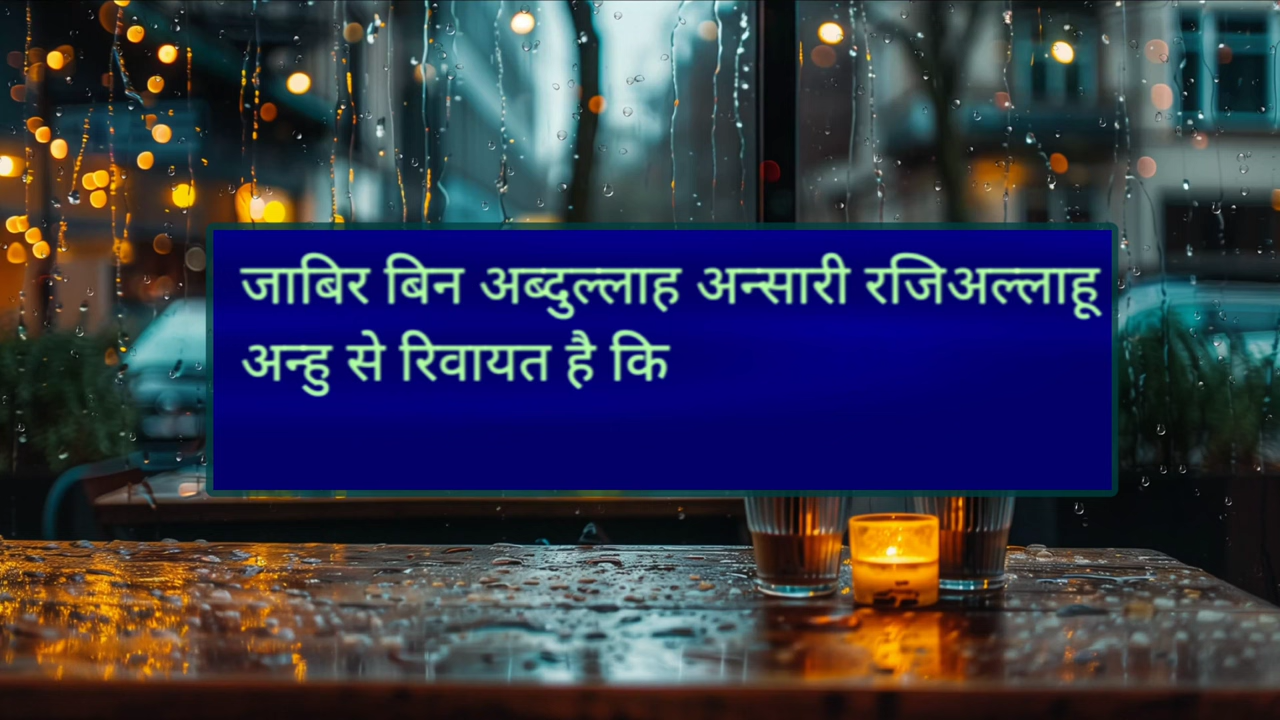 जाबिर बिन अब्दुल्लाह अन्सारी रजिअल्लाहू
अन्हु से रिवायत है कि